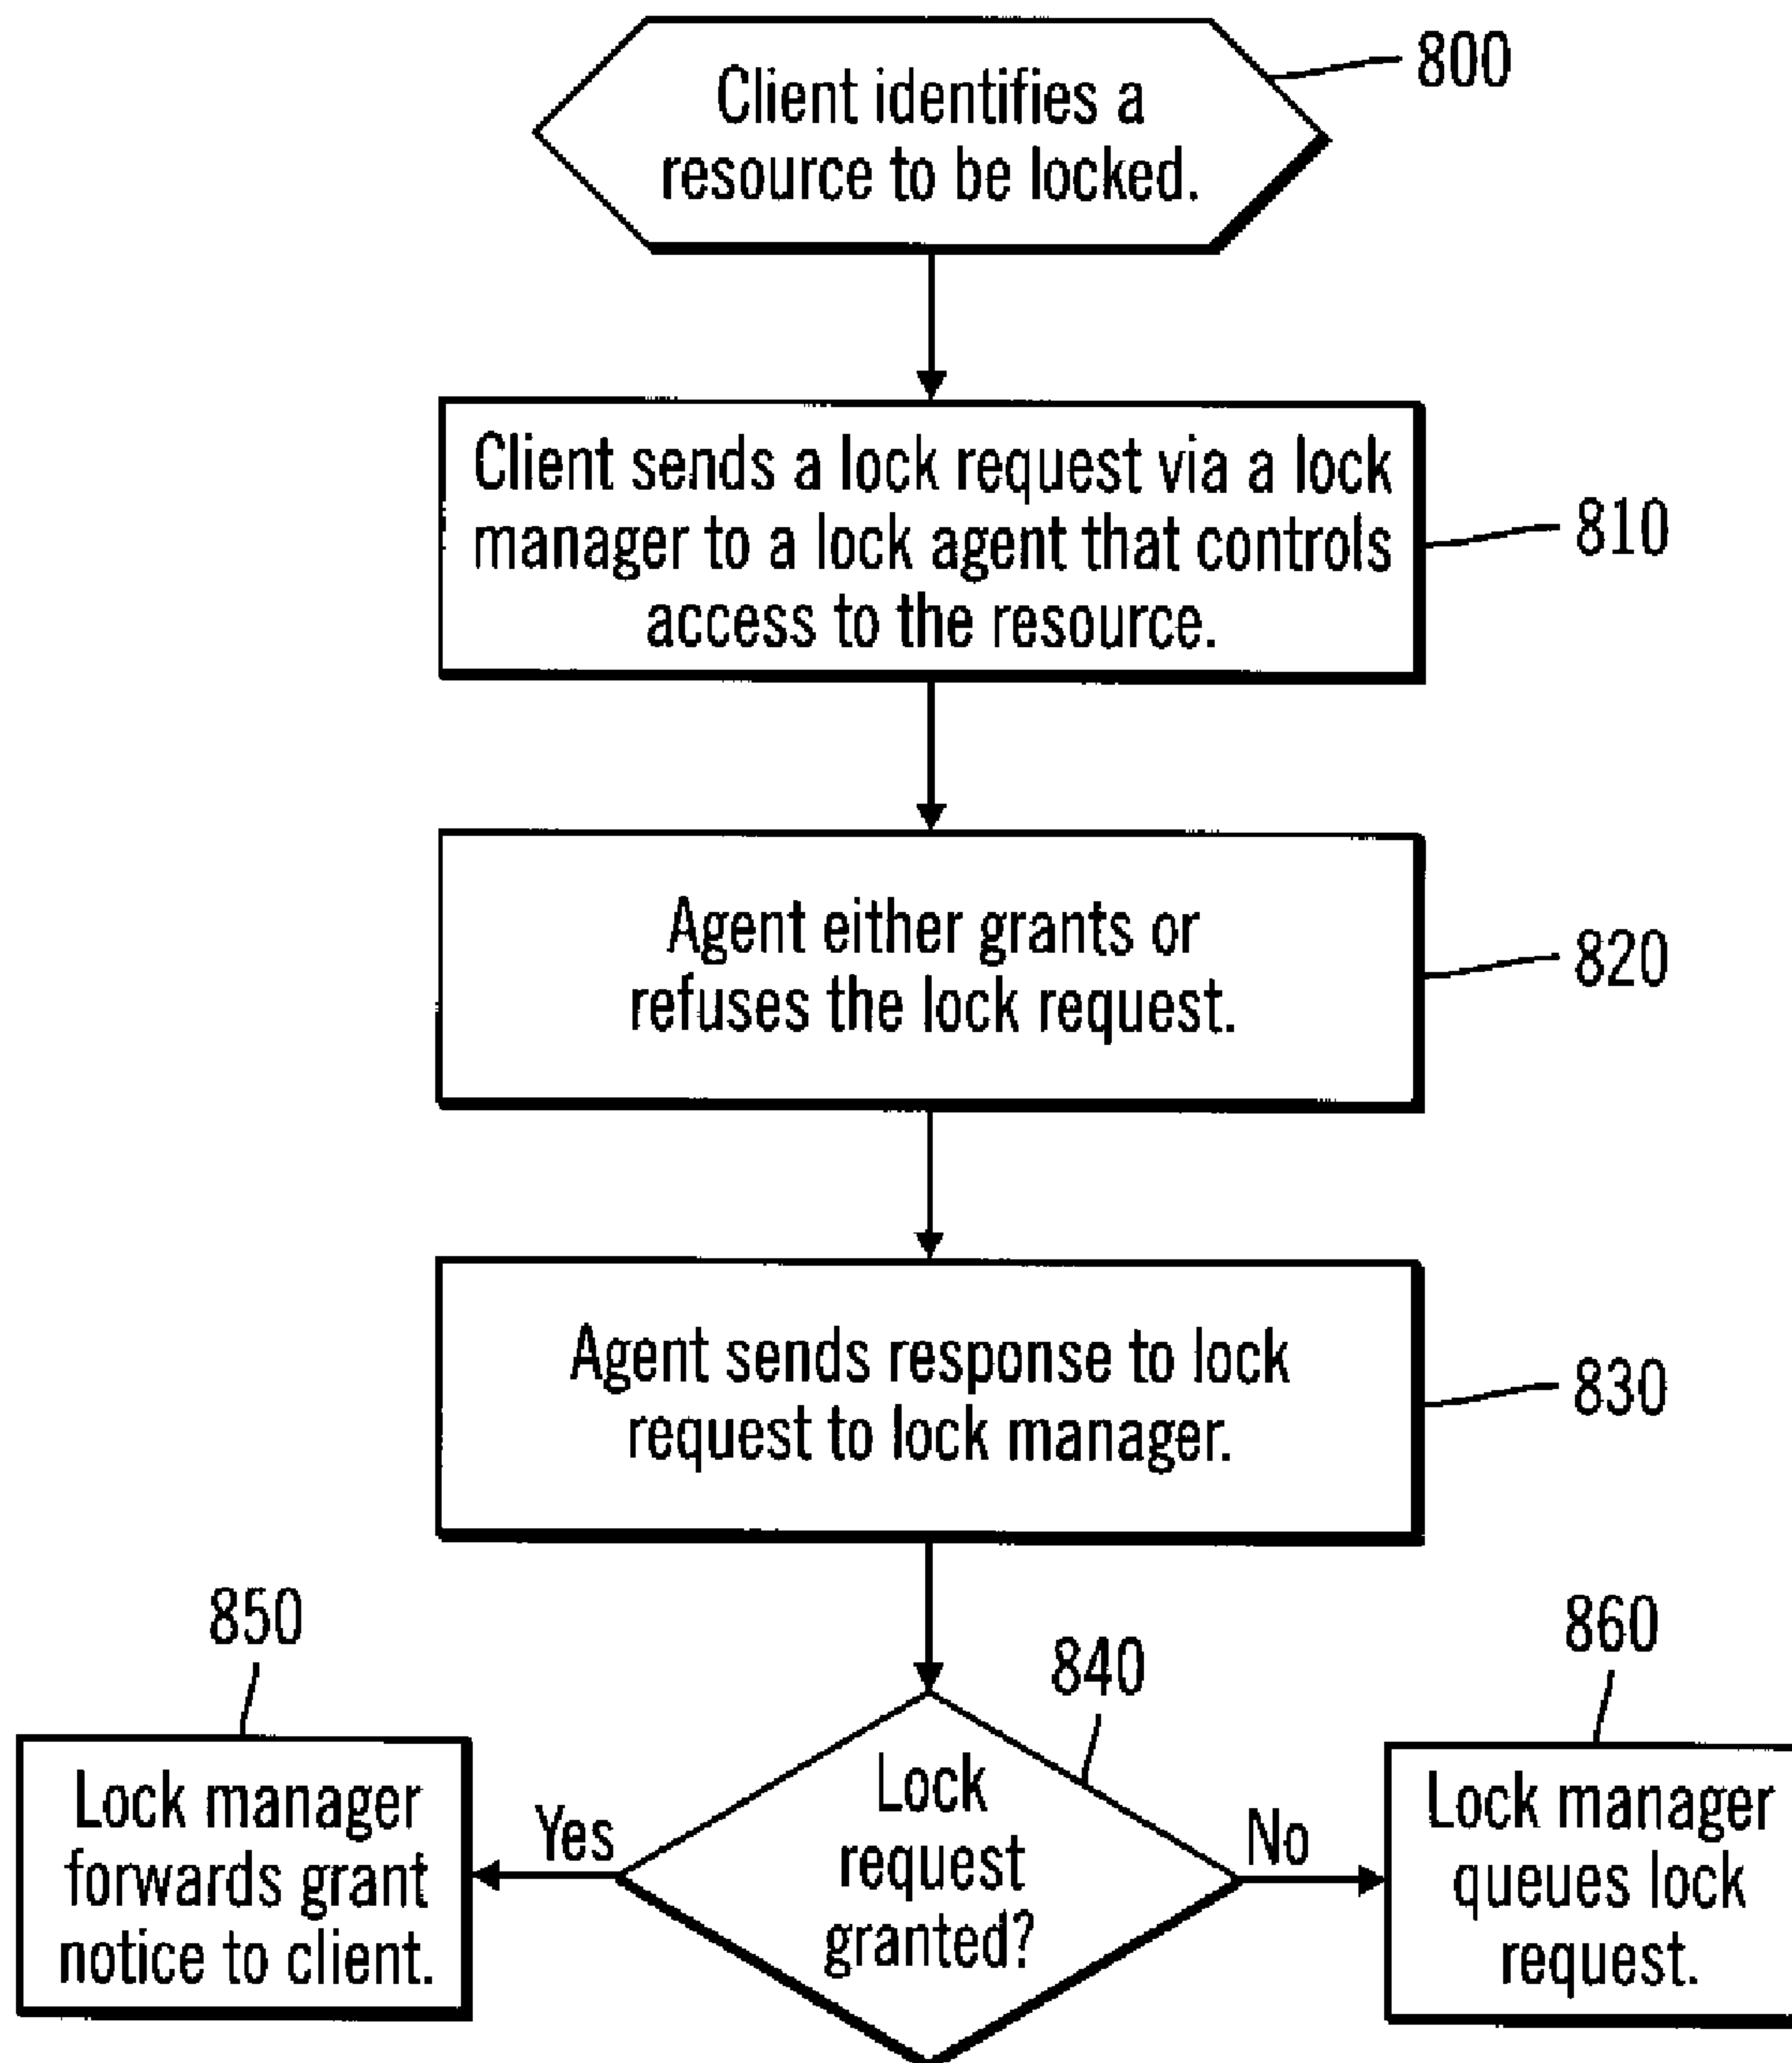 Client identifies a
resource to be locked.
800
Client sends a lock request via a lock
manager to a lock agent that controls
access to the resource.
810
Agent either grants or
refuses the lock request.
820
Agent sends response to lock
request to lock manager.
830
850
Lock manager
forwards grant
notice to client.
Yes
840
Lock
request
granted?
No
860
Lock manager
queues lock
request.